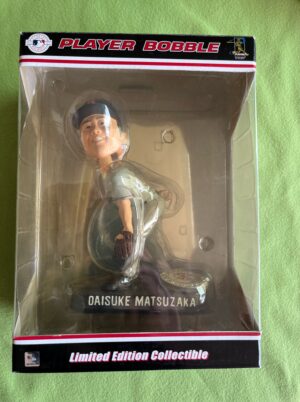 PLAYER BOBBLE
DAISUKE MATSUZAKA
Limited Edition Collectible